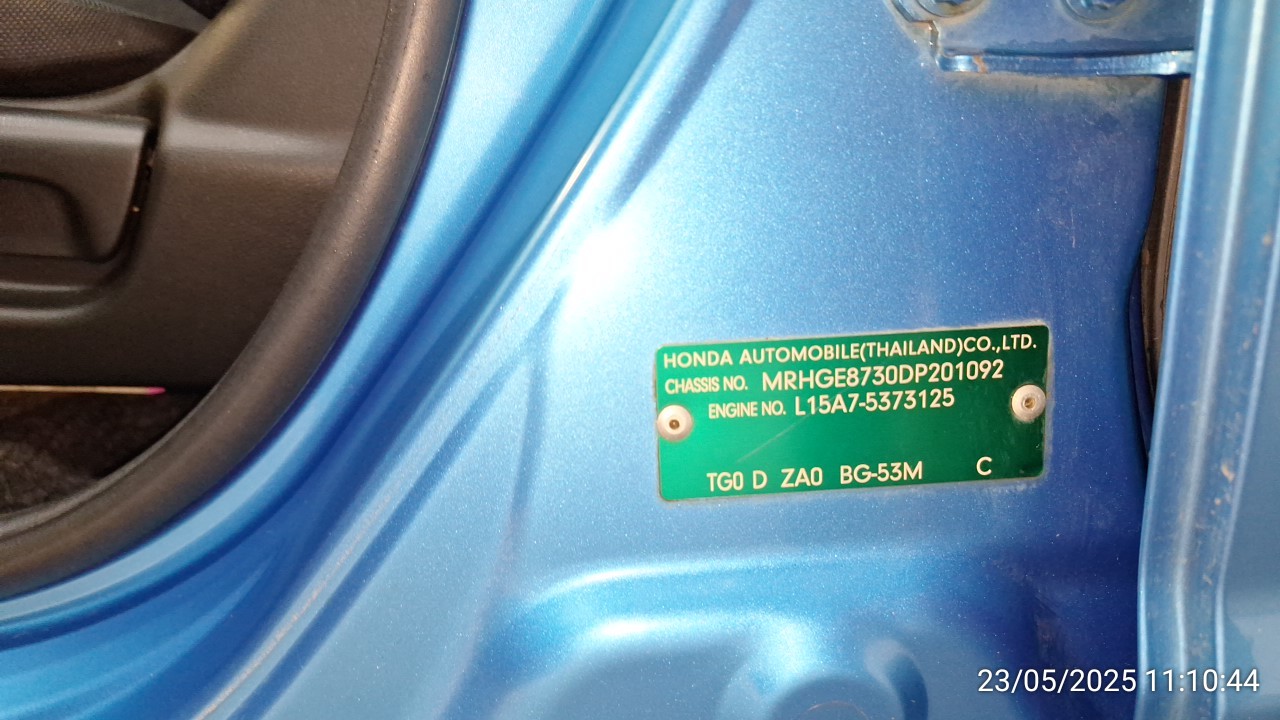 HONDA AUTOMOBILE(THAILAND)CO.,LTD.
CHASSIS NO. MRHGE8730DP201092
ENGINE NO. L15A7-5373125
TG0 D ZA0 BG-53M C
23/05/2025 11:10:44